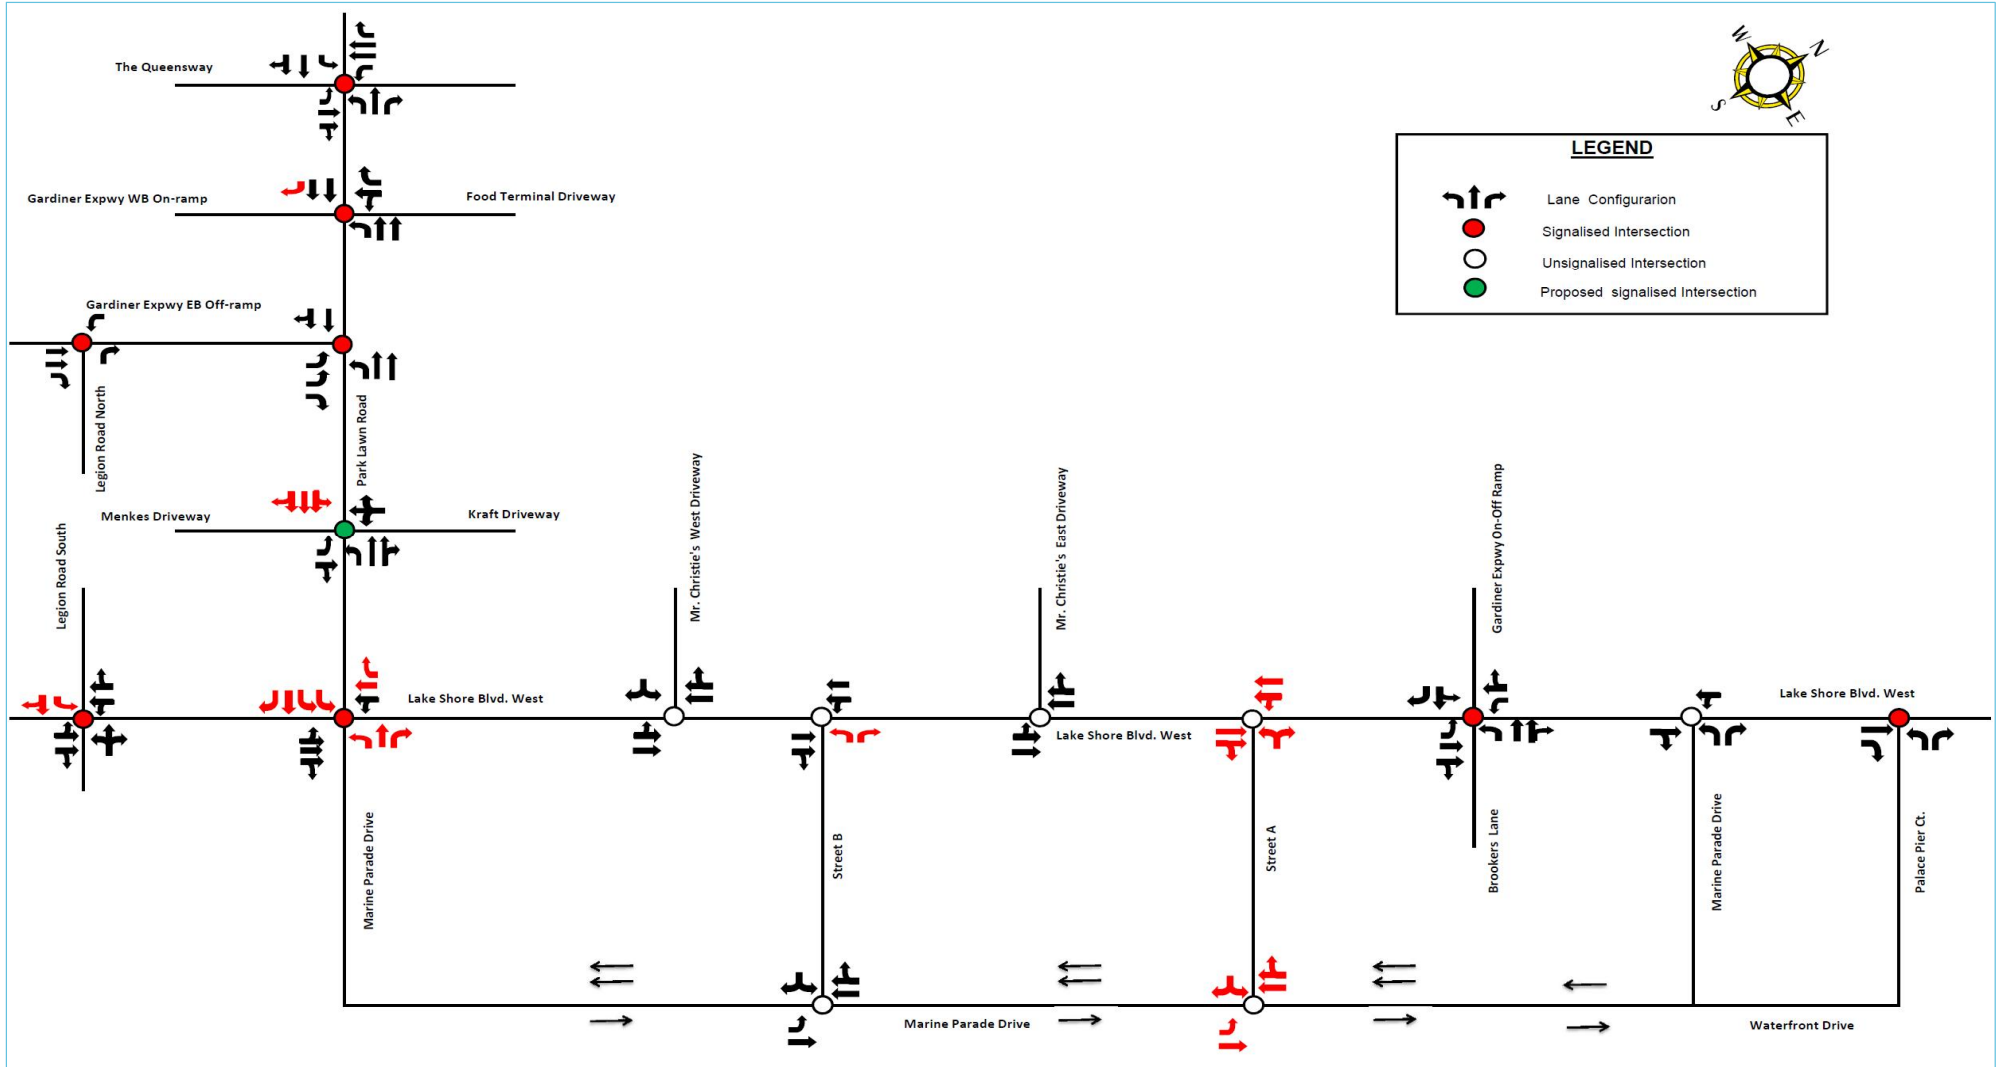 The Queensway
W
N
S
E
LEGEND
Lane Configurarion
Signalised Intersection
Unsignalised Intersection
Proposed signalised Intersection
Gardiner Expwy WB On-ramp
Food Terminal Driveway
Gardiner Expwy EB Off-ramp
Legion Road North
Park Lawn Road
Menkes Driveway
Kraft Driveway
Legion Road South
Mr. Christie's West Driveway
Mr. Christie's East Driveway
Gardiner Expwy On-Off Ramp
Lake Shore Blvd. West
Lake Shore Blvd. West
Lake Shore Blvd. West
Marine Parade Drive
Street B
Street A
Brookers Lane
Marine Parade Drive
Palace Pier Ct.
Marine Parade Drive
Waterfront Drive